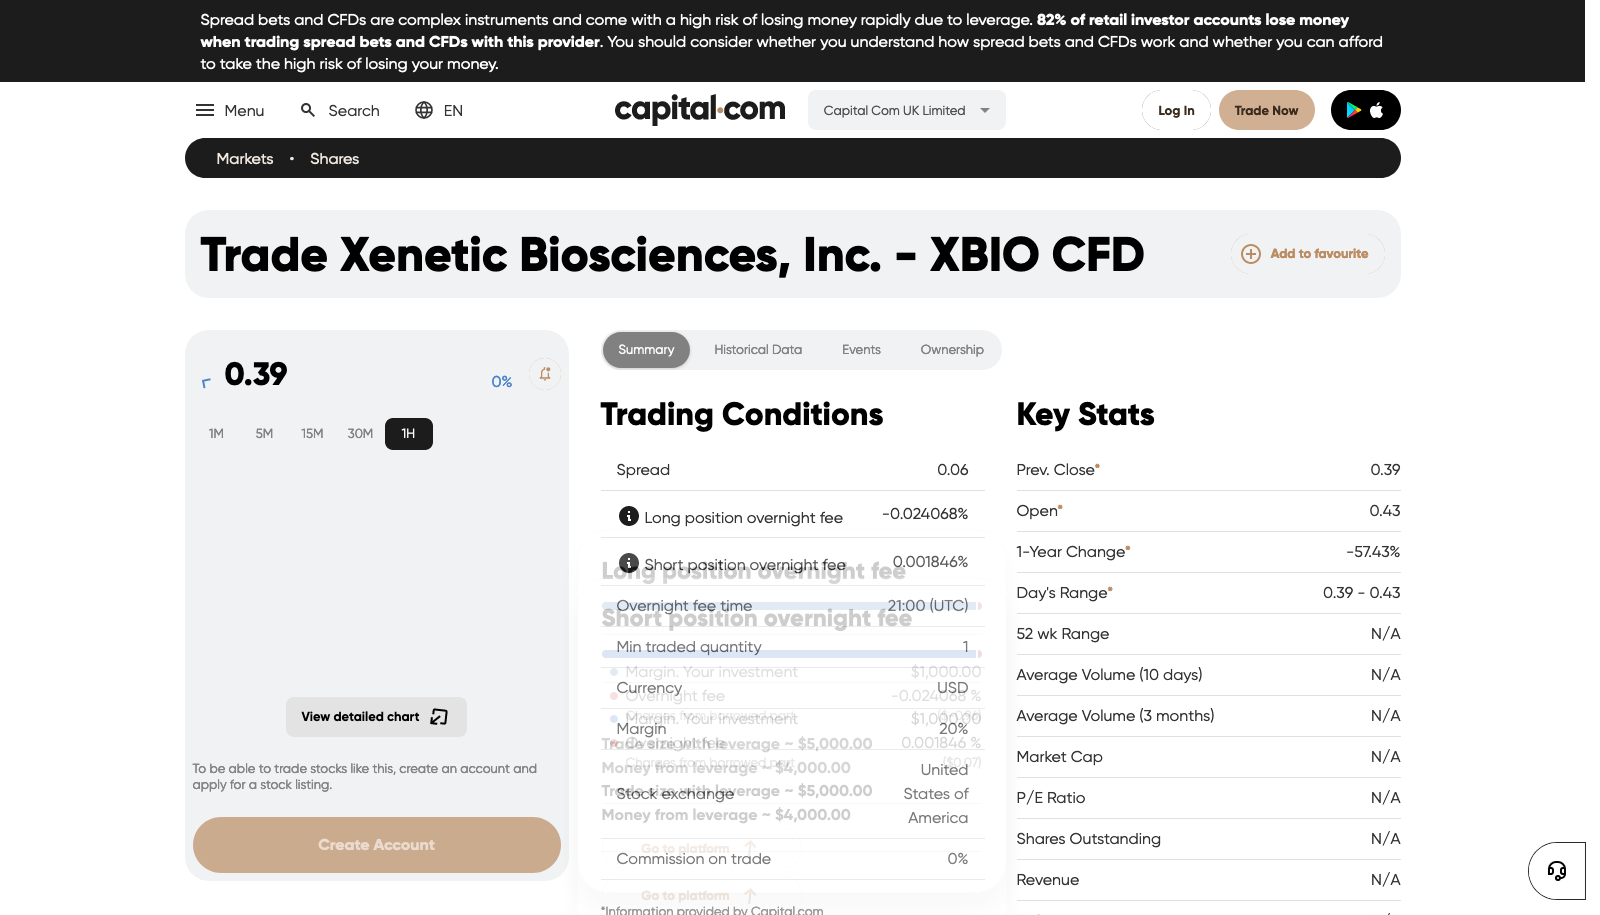 Spread bets and CFDs are complex instruments and come with a high risk of losing money rapidly due to leverage. 82% of retail investor accounts lose money
when trading spread bets and CFDs with this provider. You should consider whether you understand how spread bets and CFDs work and whether you can afford
to take the high risk of losing your money.
Menu
Search
EN
capital.com
Capital Com UK Limited
Log In
Trade Now
Markets • Shares
Trade Xenetic Biosciences, Inc. - XBIO CFD
Add to favourite
0.39
0%
1M 5M 15M 30M 1H
View detailed chart
To be able to trade stocks like this, create an account and
apply for a stock listing.
Create Account
Summary Historical Data Events Ownership
Trading Conditions
Spread 0.06
Long position overnight fee -0.024068%
Short position overnight fee 0.001846%
Long position overnight fee
Overnight fee time 21:00 (UTC)
Short position overnight fee
Min traded quantity 1
Margin. Your investment $1,000.00
Currency USD
Overnight fee -0.024068 %
Margin. Your investment $1,000.00
Margin 20%
Overnight fee 0.001846 %
Trade size with leverage ~ $5,000.00
Charges from borrowed part ($0.07)
Money from leverage ~ $4,000.00
Stock exchange United
States of
America
Trade size with leverage ~ $5,000.00
Money from leverage ~ $4,000.00
Go to platform
Commission on trade 0%
Go to platform
*Information provided by Capital.com
Key Stats
Prev. Close* 0.39
Open* 0.43
1-Year Change* -57.43%
Day's Range* 0.39 - 0.43
52 wk Range N/A
Average Volume (10 days) N/A
Average Volume (3 months) N/A
Market Cap N/A
P/E Ratio N/A
Shares Outstanding N/A
Revenue N/A